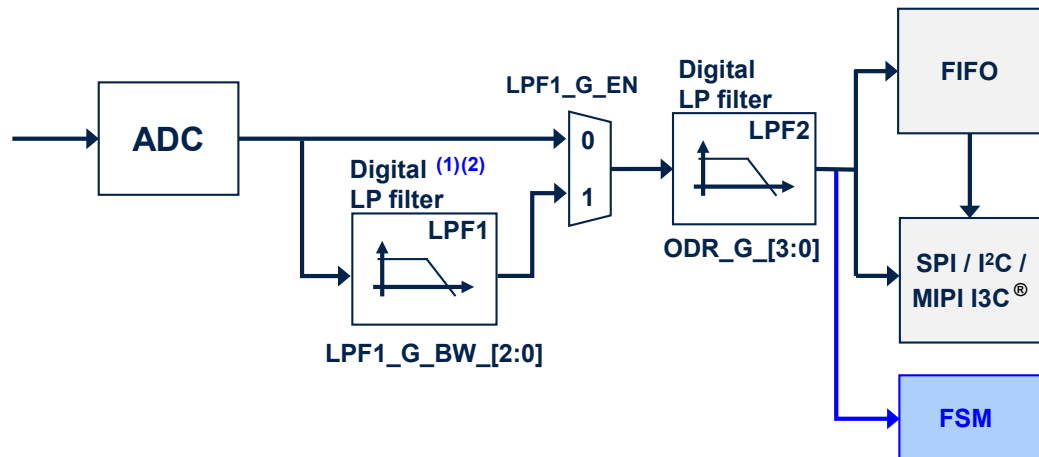 ADC
Digital (1)(2)
LP filter
LPF1
LPF1_G_BW_[2:0]
LPF1_G_EN
0
1
Digital
LP filter
LPF2
ODR_G_[3:0]
FIFO
SPI / I²C /
MIPI I3C®
FSM